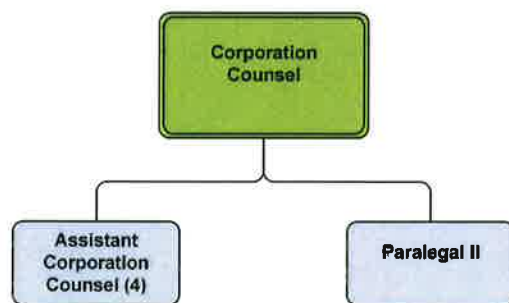 Corporation
Counsel
Assistant
Corporation
Counsel (4)
Paralegal II